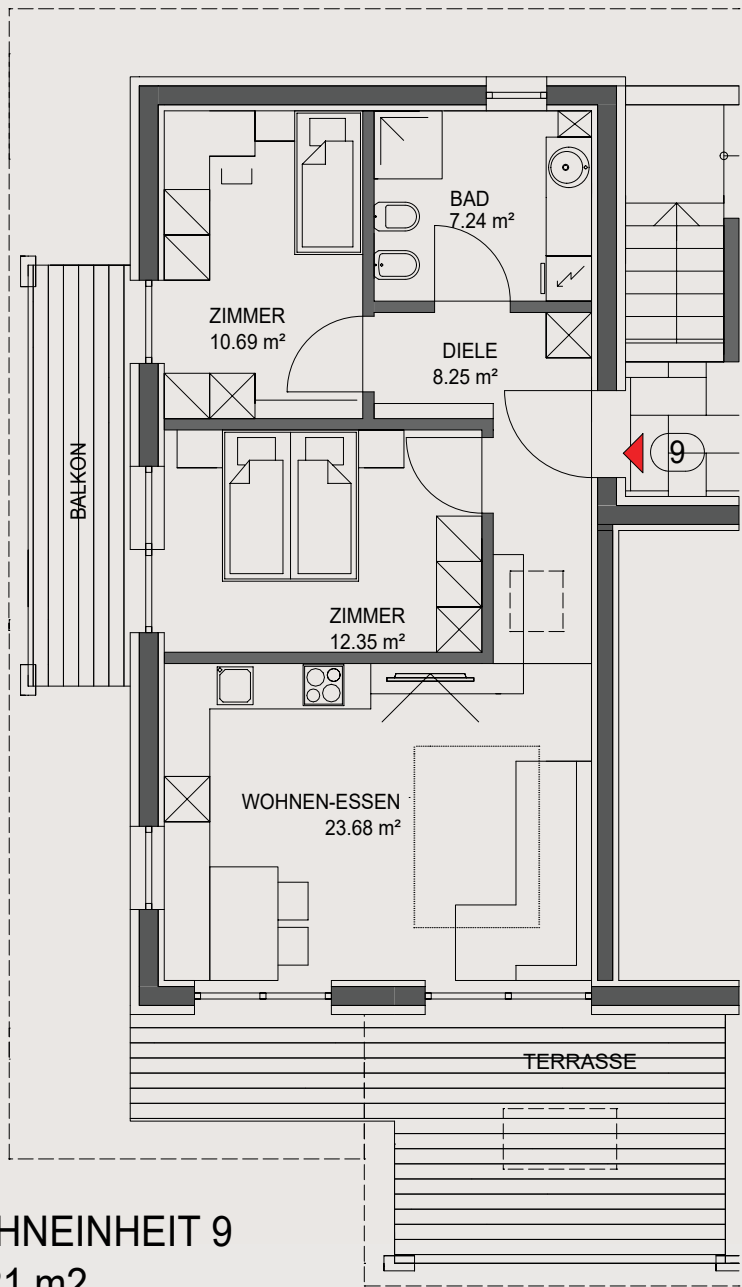 BAD
7.24 m²
ZIMMER
10.69 m²
DIELE
8.25 m²
9
BALKON
ZIMMER
12.35 m²
WOHNEN-ESSEN
23.68 m²
TERRASSE
HNEINHEIT 9
m2